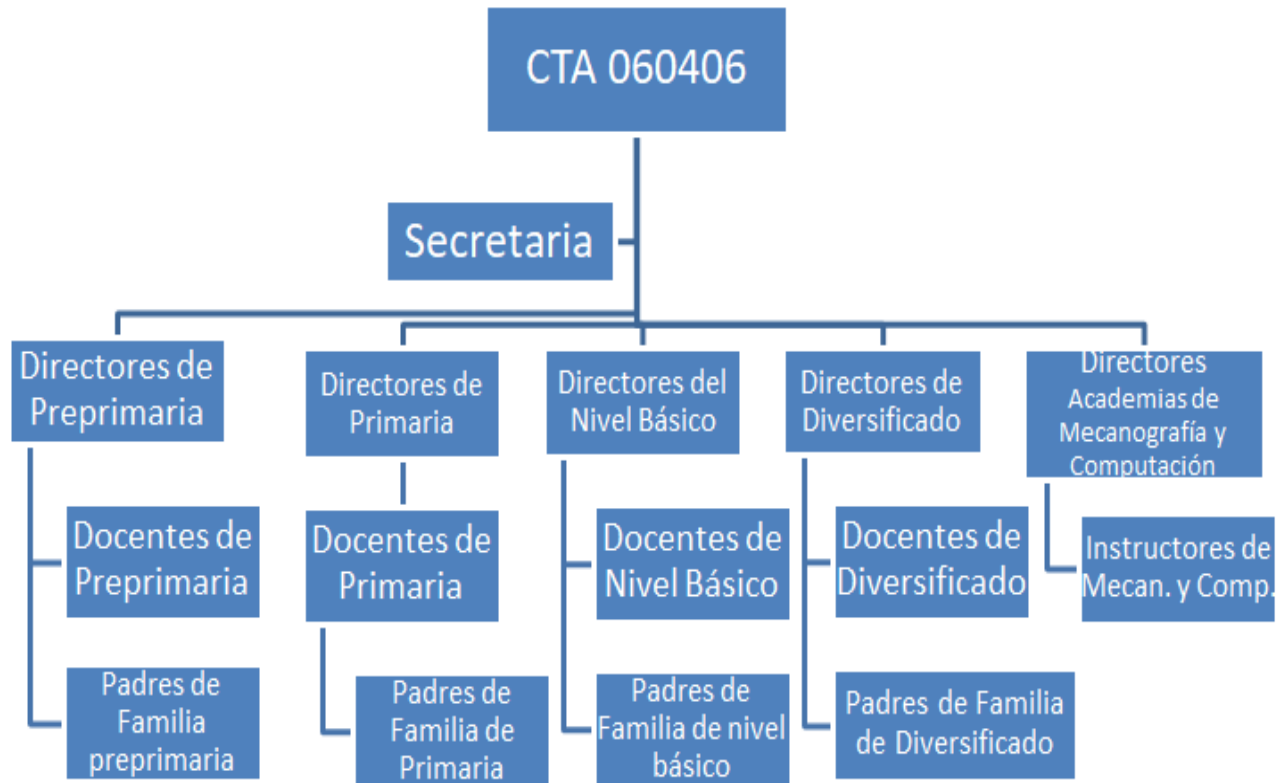 CTA 060406
Secretaria
Directores de
Preprimaria
Directores de
Primaria
Directores del
Nivel Básico
Directores de
Diversificado
Directores
Academias de
Mecanografía y
Computación
Docentes de
Preprimaria
Docentes de
Primaria
Docentes de
Nivel Básico
Docentes de
Diversificado
Instructores de
Mecan. y Comp.
Padres de
Familia
preprimaria
Padres de
Familia de
Primaria
Padres de
Familia de nivel
básico
Padres de Familia
de Diversificado